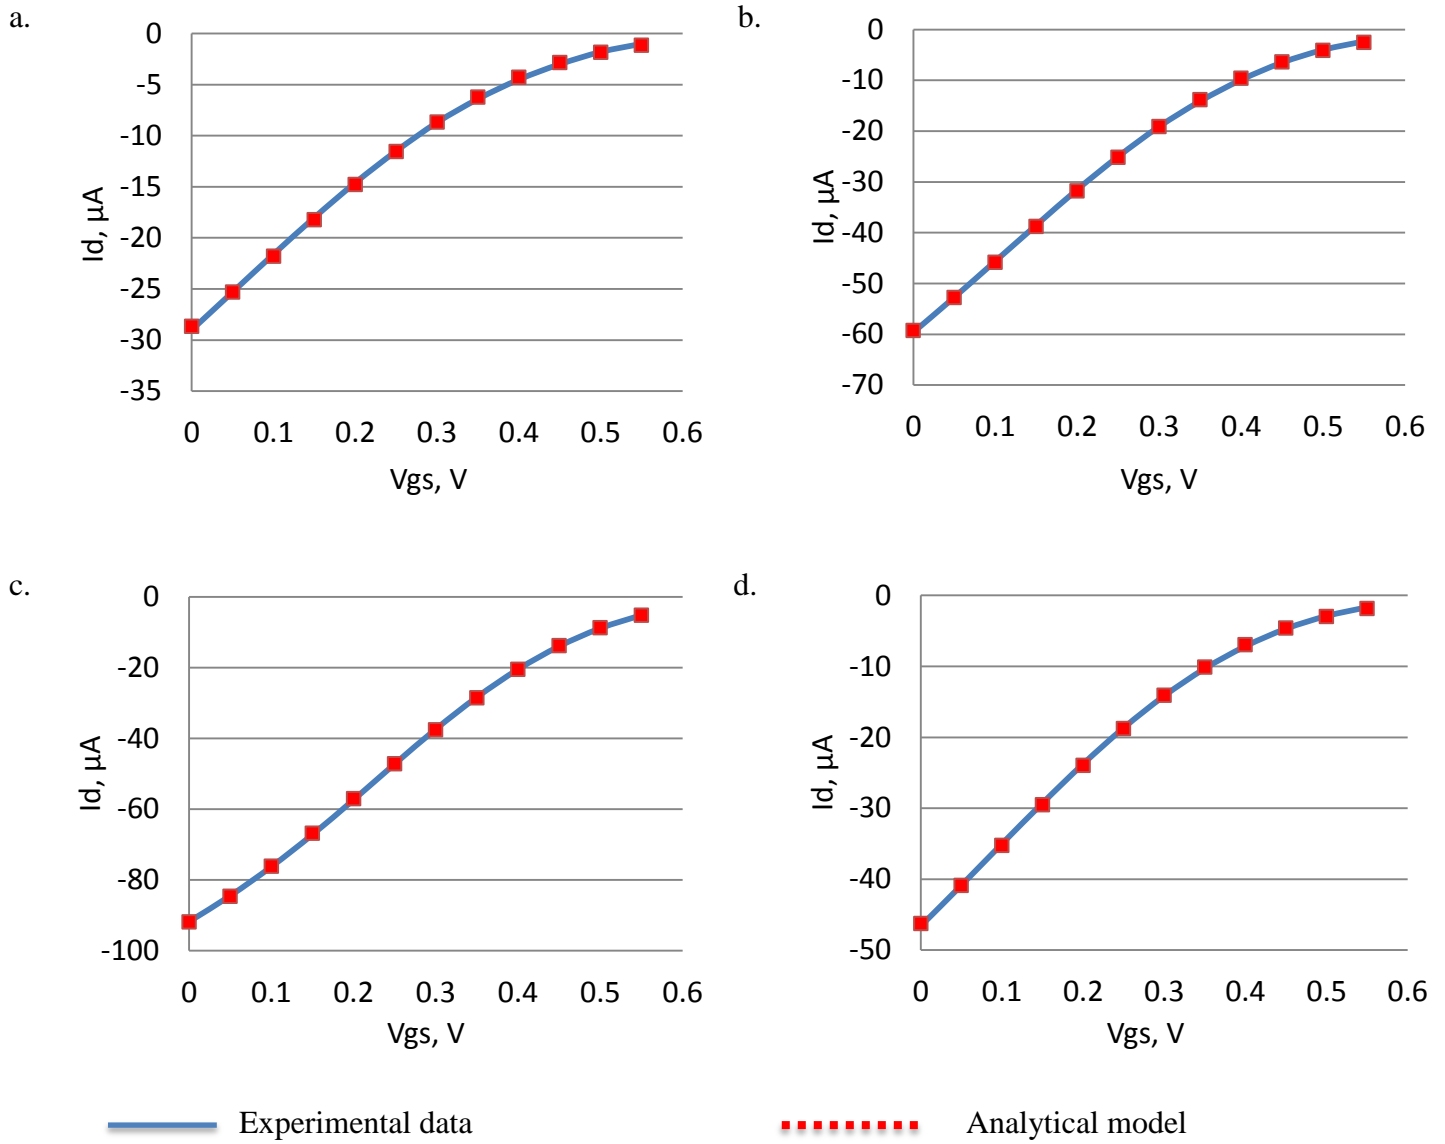 a.
0
-5
-10
-15
-20
-25
-30
-35
Id, µA
0 0.1 0.2 0.3 0.4 0.5 0.6
Vgs, V
b.
0
-10
-20
-30
-40
-50
-60
-70
Id, µA
0 0.1 0.2 0.3 0.4 0.5 0.6
Vgs, V
c.
0
-20
-40
-60
-80
-100
Id, µA
0 0.1 0.2 0.3 0.4 0.5 0.6
Vgs, V
d.
0
-10
-20
-30
-40
-50
Id, µA
0 0.1 0.2 0.3 0.4 0.5 0.6
Vgs, V
Experimental data
Analytical model